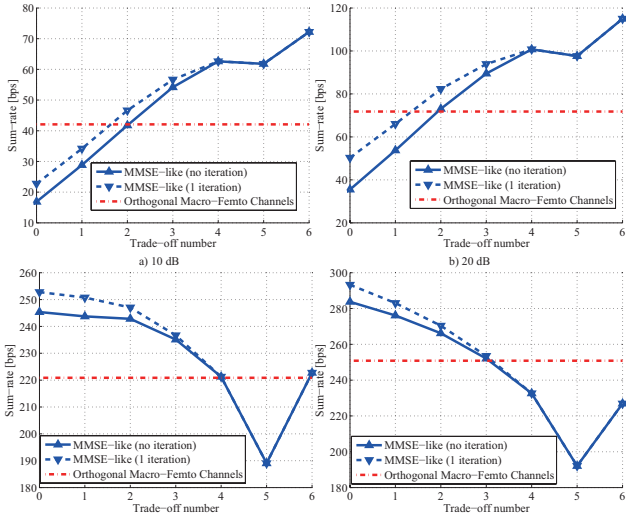 80
70
60
50
40
30
20
10
Sum−rate [bps]
MMSE−like (no iteration)
MMSE−like (1 iteration)
Orthogonal Macro−Femto Channels
0 1 2 3 4 5 6
Trade−off number
a) 10 dB
120
100
80
60
40
20
Sum−rate [bps]
MMSE−like (no iteration)
MMSE−like (1 iteration)
Orthogonal Macro−Femto Channels
0 1 2 3 4 5 6
Trade−off number
b) 20 dB
260
250
240
230
220
210
200
190
180
Sum−rate [bps]
MMSE−like (no iteration)
MMSE−like (1 iteration)
Orthogonal Macro−Femto Channels
0 1 2 3 4 5 6
Trade−off number
300
280
260
240
220
200
180
Sum−rate [bps]
MMSE−like (no iteration)
MMSE−like (1 iteration)
Orthogonal Macro−Femto Channels
0 1 2 3 4 5 6
Trade−off number